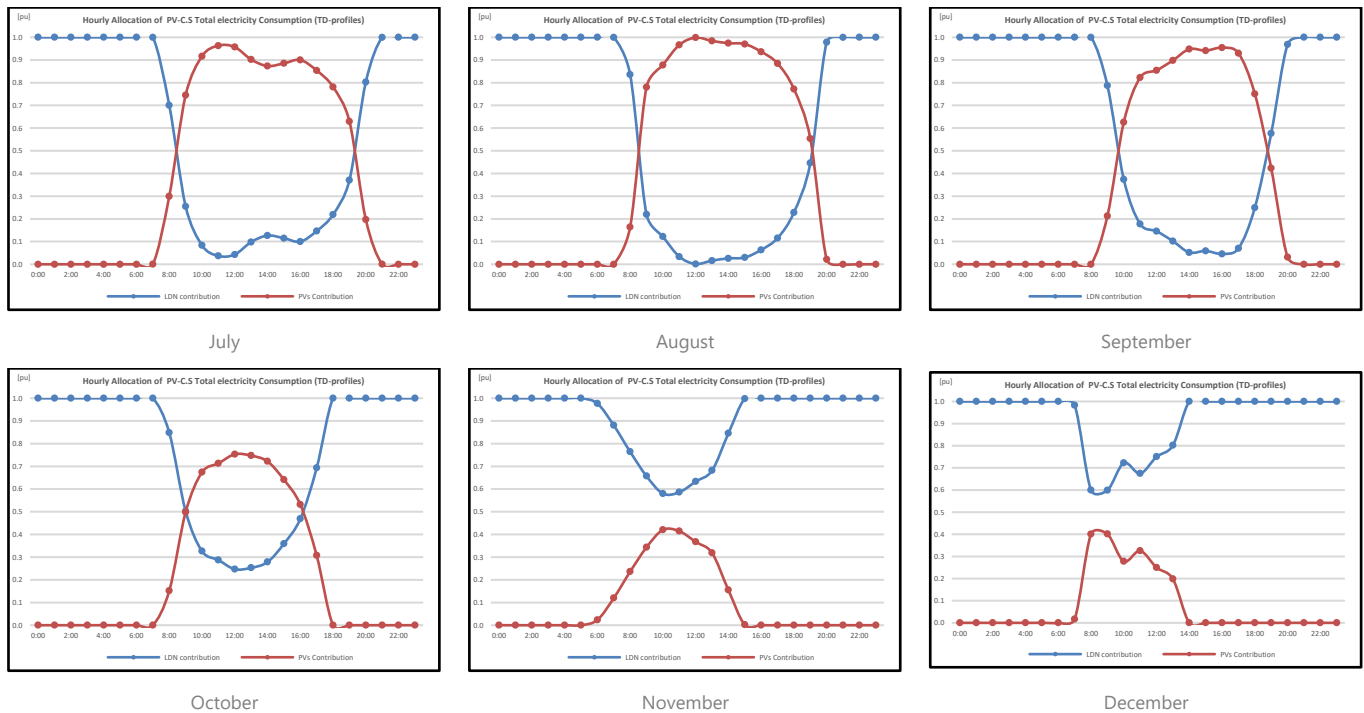 [pu] Hourly Allocation of PV-C.S Total electricity Consumption (TD-profiles)
1.0
0.9
0.8
0.7
0.6
0.5
0.4
0.3
0.2
0.1
0.0
0:00 2:00 4:00 6:00 8:00 10:00 12:00 14:00 16:00 18:00 20:00 22:00
LDN contribution PVs Contribution
July
[pu] Hourly Allocation of PV-C.S Total electricity Consumption (TD-profiles)
1.0
0.9
0.8
0.7
0.6
0.5
0.4
0.3
0.2
0.1
0.0
0:00 2:00 4:00 6:00 8:00 10:00 12:00 14:00 16:00 18:00 20:00 22:00
LDN contribution PVs Contribution
August
[pu] Hourly Allocation of PV-C.S Total electricity Consumption (TD-profiles)
1.0
0.9
0.8
0.7
0.6
0.5
0.4
0.3
0.2
0.1
0.0
0:00 2:00 4:00 6:00 8:00 10:00 12:00 14:00 16:00 18:00 20:00 22:00
LDN contribution PVs Contribution
September
[pu] Hourly Allocation of PV-C.S Total electricity Consumption (TD-profiles)
1.0
0.9
0.8
0.7
0.6
0.5
0.4
0.3
0.2
0.1
0.0
0:00 2:00 4:00 6:00 8:00 10:00 12:00 14:00 16:00 18:00 20:00 22:00
LDN contribution PVs Contribution
October
[pu] Hourly Allocation of PV-C.S Total electricity Consumption (TD-profiles)
1.0
0.9
0.8
0.7
0.6
0.5
0.4
0.3
0.2
0.1
0.0
0:00 2:00 4:00 6:00 8:00 10:00 12:00 14:00 16:00 18:00 20:00 22:00
LDN contribution PVs Contribution
November
[pu] Hourly Allocation of PV-C.S Total electricity Consumption (TD-profiles)
1.0
0.9
0.8
0.7
0.6
0.5
0.4
0.3
0.2
0.1
0.0
0:00 2:00 4:00 6:00 8:00 10:00 12:00 14:00 16:00 18:00 20:00 22:00
LDN contribution PVs Contribution
December